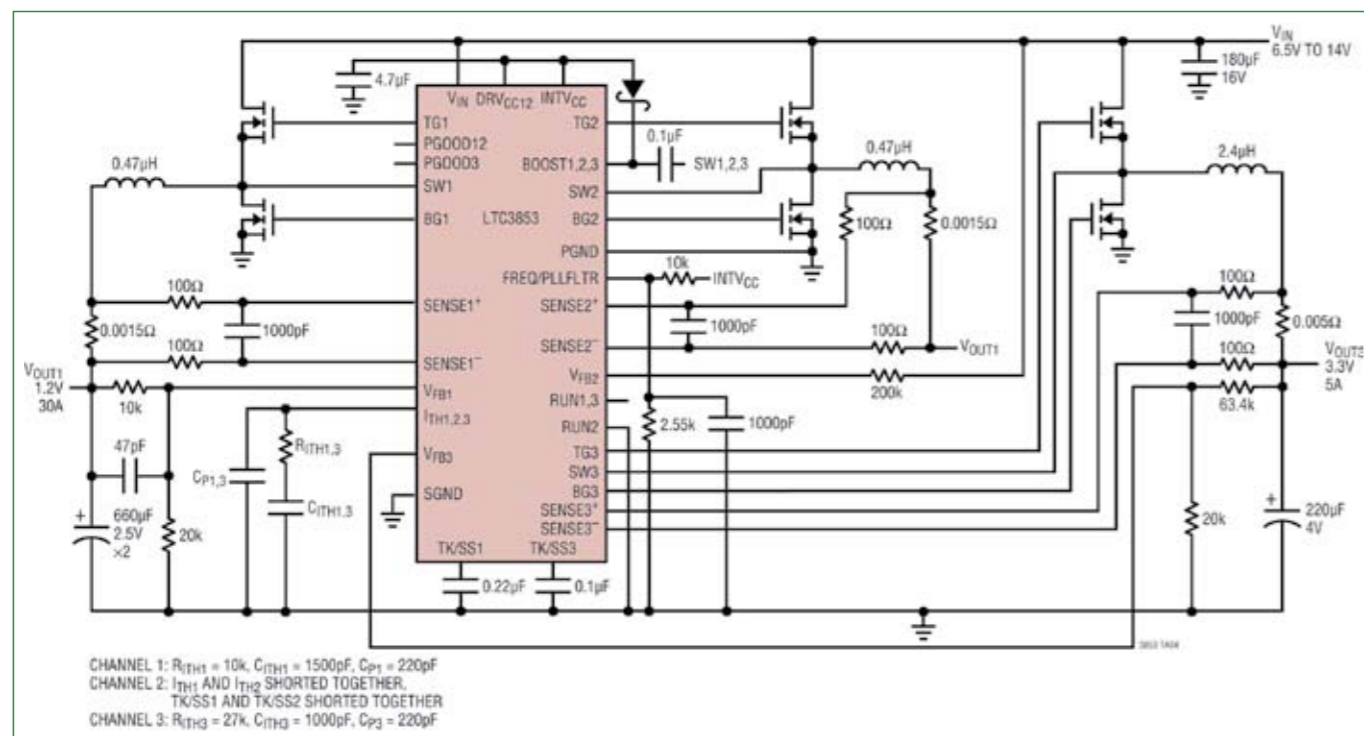 VIN
6.5V TO 14V
180µF
16V
4.7µF
VIN
DRVCC12
INTVCC
TG1
PGOOD12
PGOOD3
SW1
BG1
LTC3853
SENSE1+
SENSE1–
VFB1
ITH1,2,3
VFB3
SGND
TK/SS1
TK/SS3
TG2
BOOST1,2,3
SW2
BG2
PGND
FREQ/PLLFLTR
SENSE2+
SENSE2–
VFB2
RUN1,3
RUN2
TG3
SW3
BG3
SENSE3+
SENSE3–
0.47µH
100Ω
0.0015Ω
1000pF
100Ω
VOUT1
1.2V
30A
10k
47pF
660µF
2.5V
×2
+
20k
CP1,3
RITH1,3
CITH1,3
0.22µF
0.1µF
0.1µF
SW1,2,3
0.47µH
100Ω
0.0015Ω
10k
INTVCC
1000pF
100Ω
VOUT1
200k
2.55k
1000pF
2.4µH
100Ω
1000pF
0.005Ω
100Ω
VOUT3
3.3V
5A
63.4k
20k
+
220µF
4V
CHANNEL 1: RITH1 = 10k, CITH1 = 1500pF, CP1 = 220pF
CHANNEL 2: ITH1 AND ITH2 SHORTED TOGETHER,
TK/SS1 AND TK/SS2 SHORTED TOGETHER
CHANNEL 3: RITH3 = 27k, CITH3 = 1000pF, CP3 = 220pF